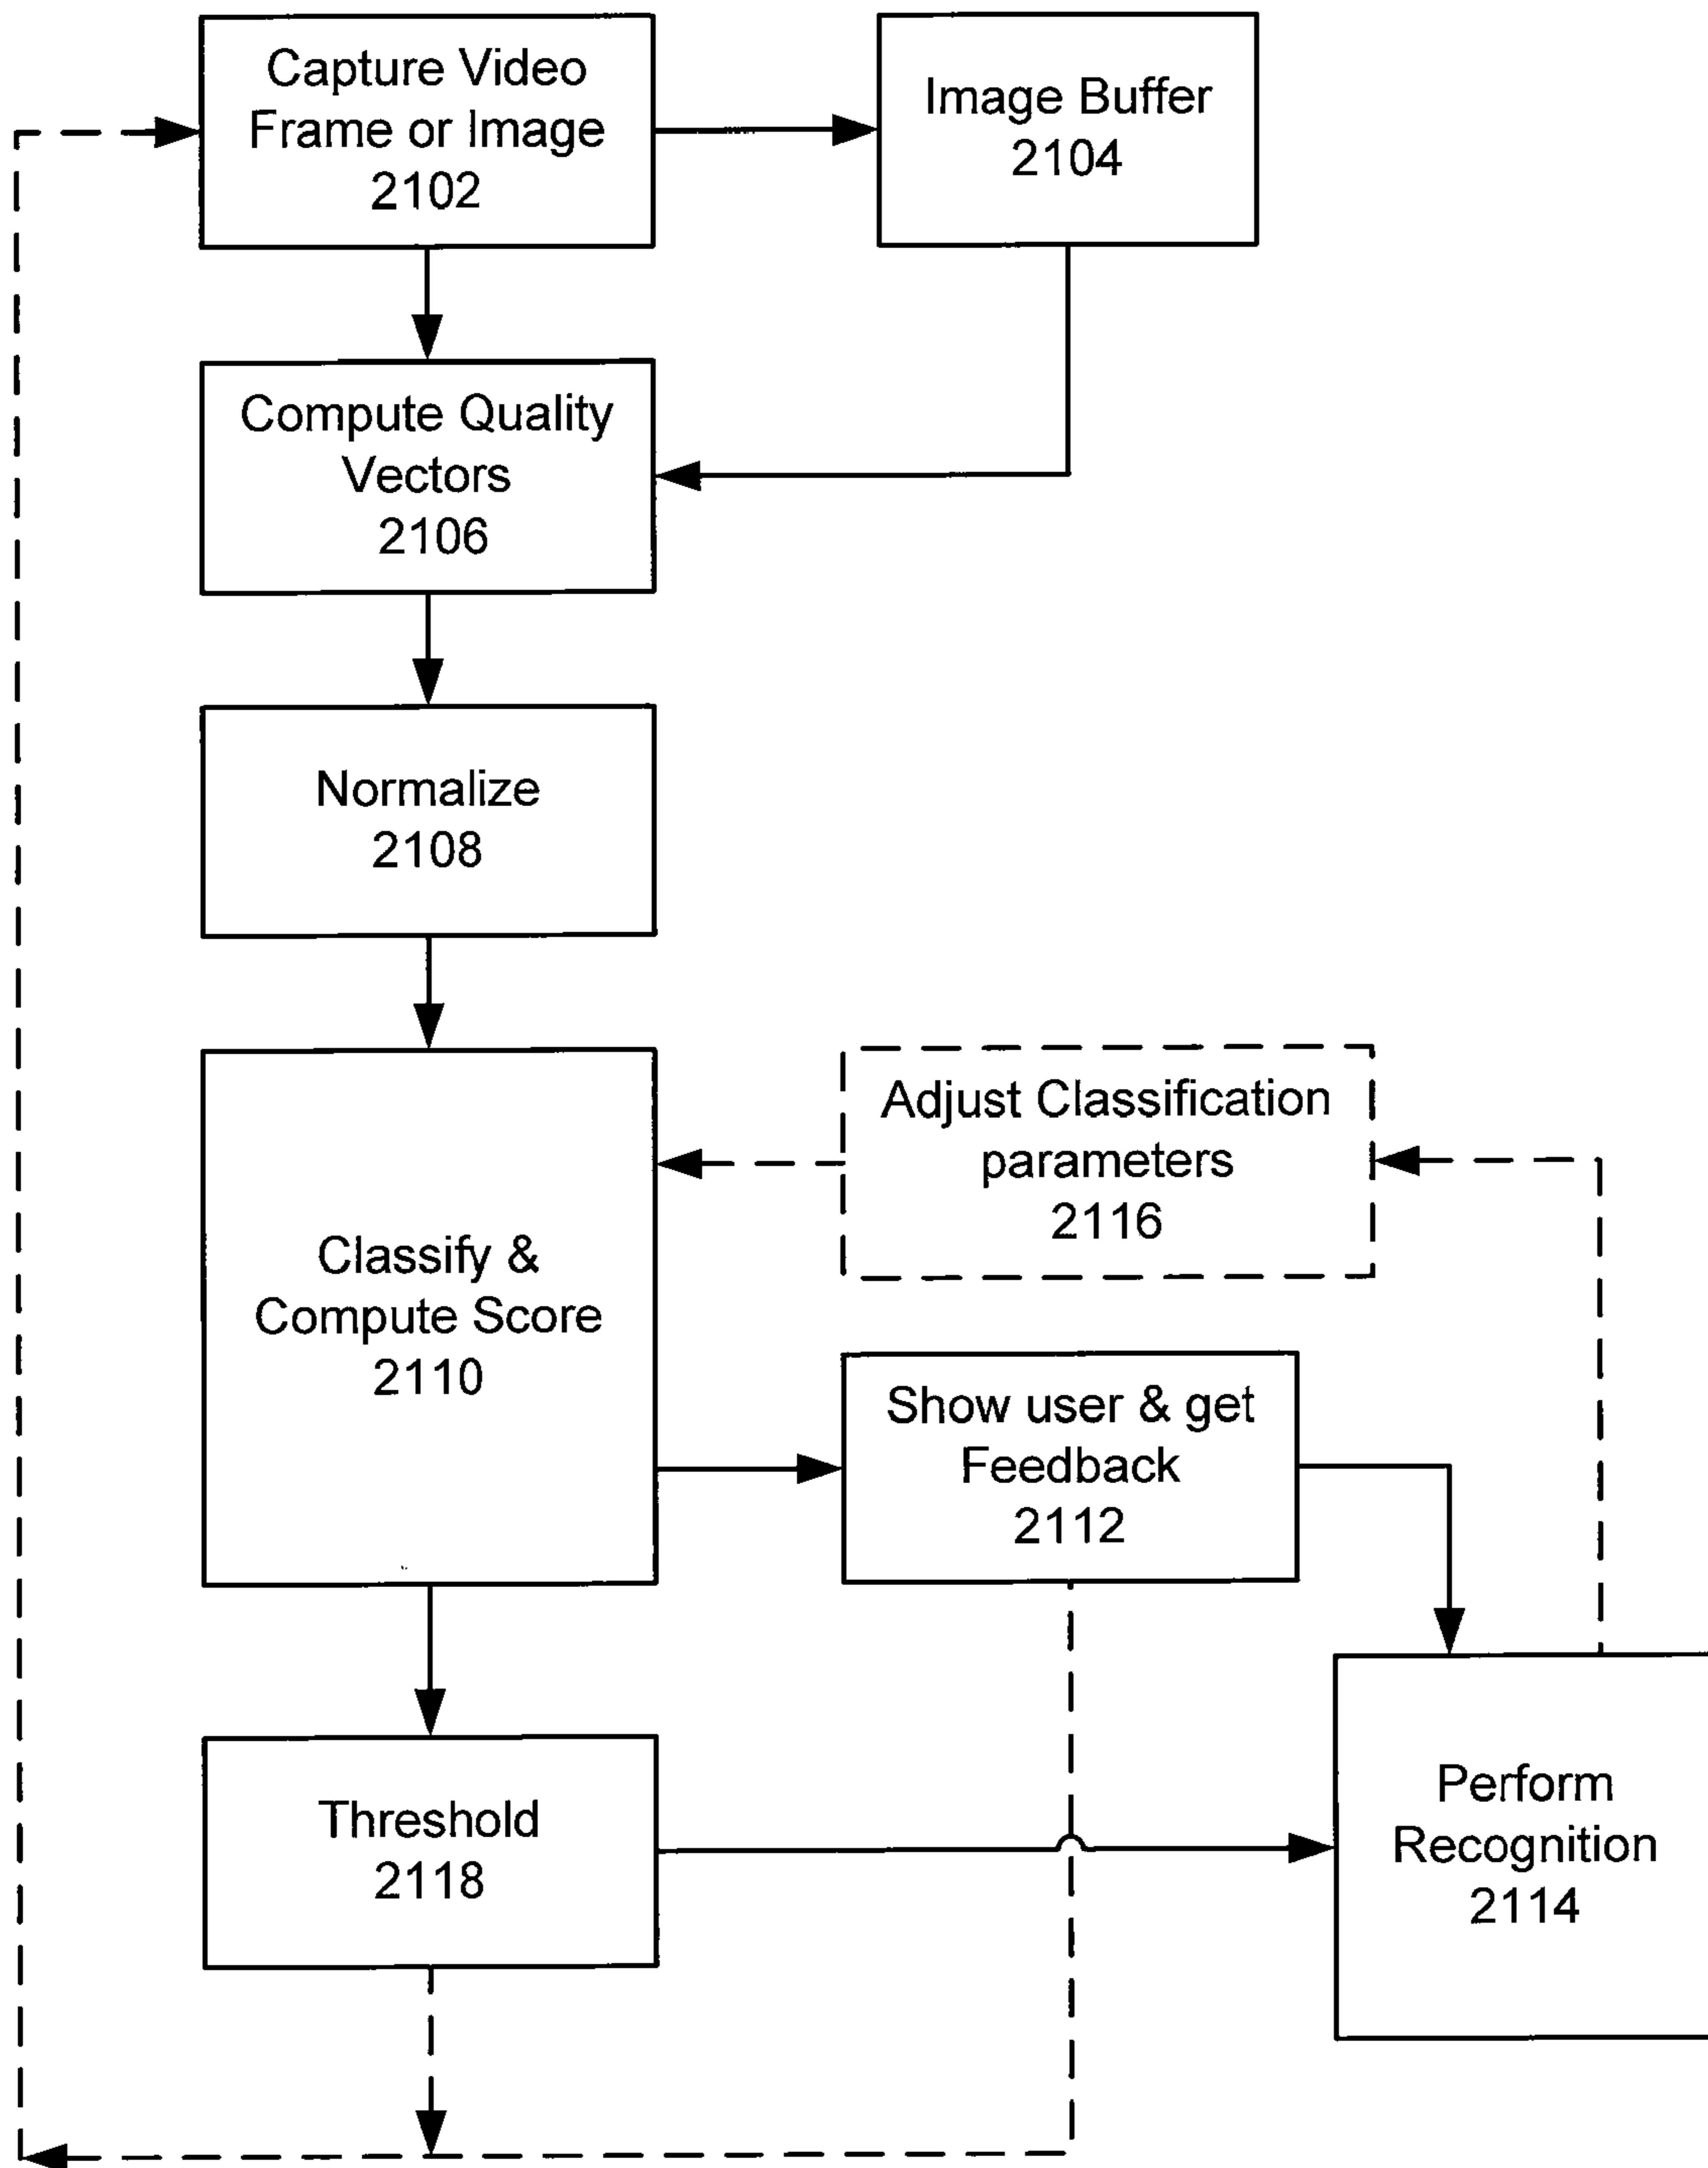 Capture Video
Frame or Image
2102
Image Buffer
2104
Compute Quality
Vectors
2106
Normalize
2108
Adjust Classification
parameters
2116
Classify &
Compute Score
2110
Show user & get
Feedback
2112
Threshold
2118
Perform
Recognition
2114